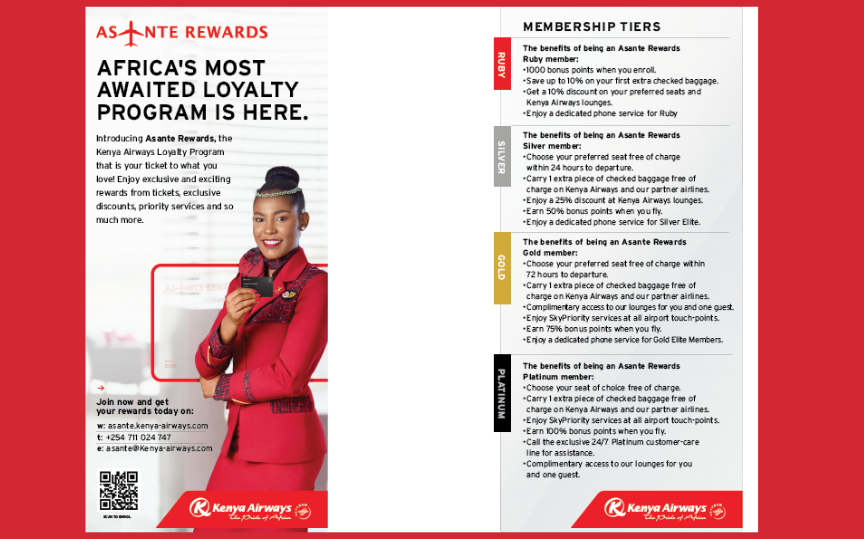 ASANTE REWARDS
AFRICA'S MOST
AWAITED LOYALTY
PROGRAM IS HERE.
Introducing Asante Rewards, the
Kenya Airways Loyalty Program
that is your ticket to what you
love! Enjoy exclusive and exciting
rewards from tickets, exclusive
discounts, priority services and so
much more.
Join now and get
your rewards today on:
w: asante.kenya-airways.com
t: +254 711 024 747
e: asante@Kenya-airways.com
SCAN TO ENROL
Kenya Airways
The Pride of Africa
MEMBERSHIP TIERS
RUBY
The benefits of being an Asante Rewards
Ruby member:
•1000 bonus points when you enroll.
•Save up to 10% on your first extra checked baggage.
•Get a 10% discount on your preferred seats and
Kenya Airways lounges.
•Enjoy a dedicated phone service for Ruby
SILVER
The benefits of being an Asante Rewards
Silver member:
•Choose your preferred seat free of charge
within 24 hours to departure.
•Carry 1 extra piece of checked baggage free of
charge on Kenya Airways and our partner airlines.
•Enjoy a 25% discount at Kenya Airways lounges.
•Earn 50% bonus points when you fly.
•Enjoy a dedicated phone service for Silver Elite.
GOLD
The benefits of being an Asante Rewards
Gold member:
•Choose your preferred seat free of charge within
72 hours to departure.
•Carry 1 extra piece of checked baggage free of
charge on Kenya Airways and our partner airlines.
•Complimentary access to our lounges for you and one guest.
•Enjoy SkyPriority services at all airport touch-points.
•Earn 75% bonus points when you fly.
•Enjoy a dedicated phone service for Gold Elite Members.
PLATINUM
The benefits of being an Asante Rewards
Platinum member:
•Choose your seat of choice free of charge.
•Carry 1 extra piece of checked baggage free of
charge on Kenya Airways and our partner airlines.
•Enjoy SkyPriority services at all airport touch-points.
•Earn 100% bonus points when you fly.
•Call the exclusive 24/7 Platinum customer-care
line for assistance.
•Complimentary access to our lounges for you
and one guest.
Kenya Airways
The Pride of Africa